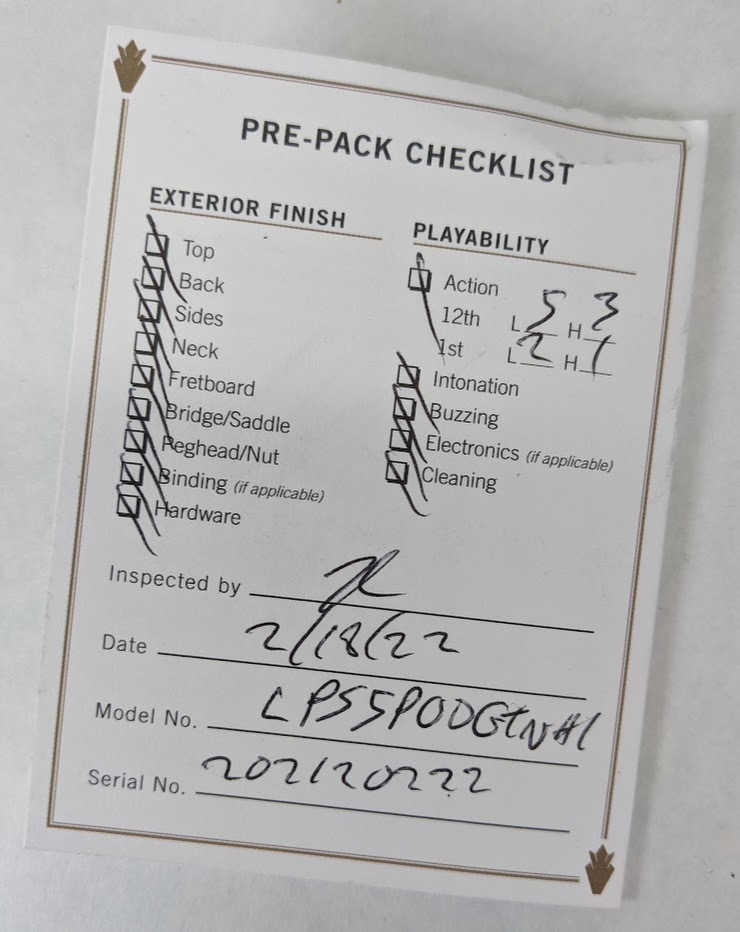 PRE-PACK CHECKLIST
EXTERIOR FINISH
Top
Back
Sides
Neck
Fretboard
Bridge/Saddle
Peghead/Nut
Binding (if applicable)
Hardware
PLAYABILITY
Action
12th L 5 H 3
1st L 2 H 1
Intonation
Buzzing
Electronics (if applicable)
Cleaning
Inspected by
Date 2/18/22
Model No. LPS5P00GTNH1
Serial No. 202120222